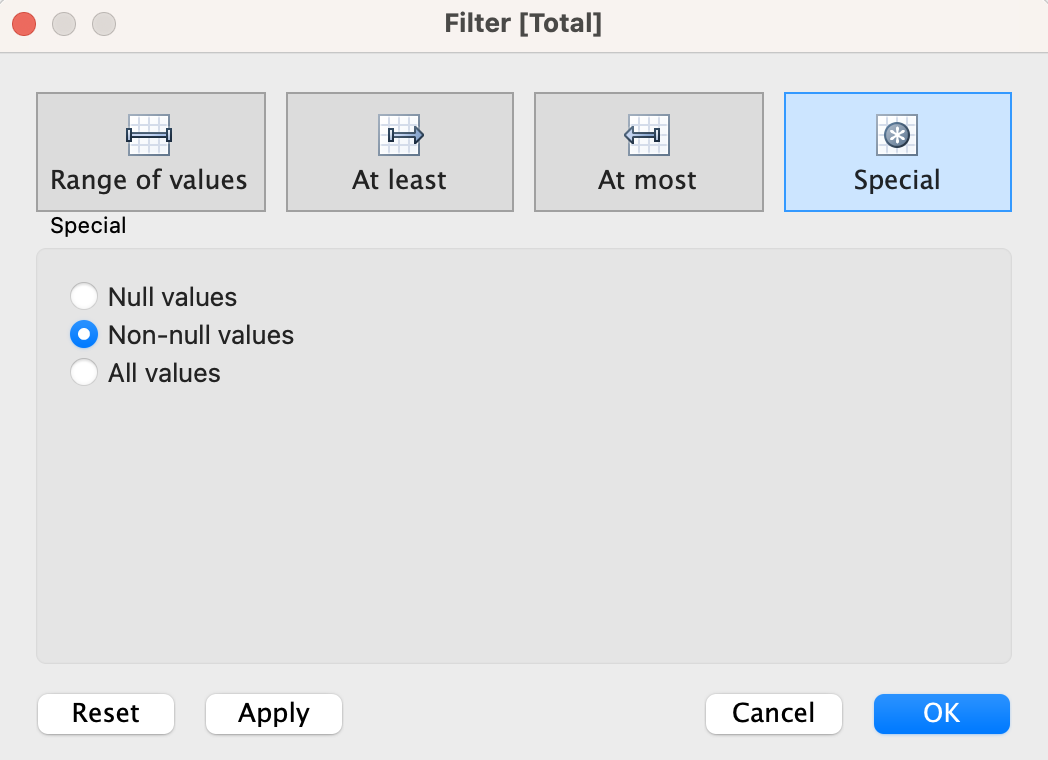 Filter [Total]
Range of values
At least
At most
Special
Special
Null values
Non-null values
All values
Reset
Apply
Cancel
OK